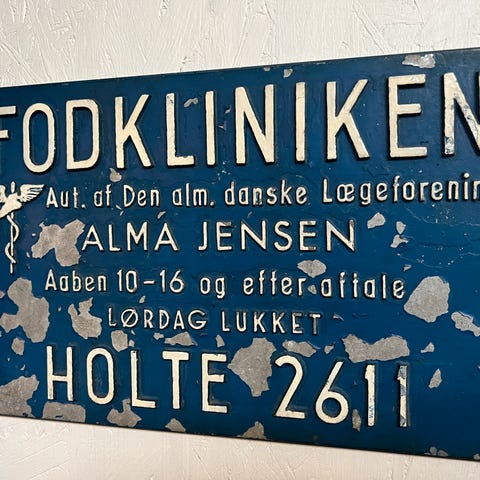 FODKLINIKEN
Aut. af Den alm. danske Lægeforenin
ALMA JENSEN
Aaben 10-16 og efter aftale
LØRDAG LUKKET
HOLTE 2611